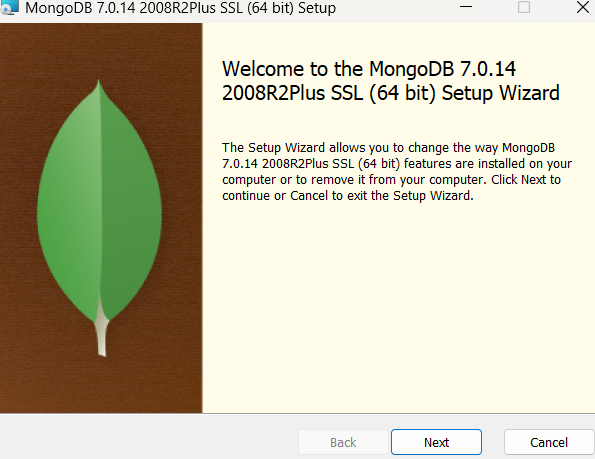 MongoDB 7.0.14 2008R2Plus SSL (64 bit) Setup
Welcome to the MongoDB 7.0.14
2008R2Plus SSL (64 bit) Setup Wizard
The Setup Wizard allows you to change the way MongoDB
7.0.14 2008R2Plus SSL (64 bit) features are installed on your
computer or to remove it from your computer. Click Next to
continue or Cancel to exit the Setup Wizard.
Back
Next
Cancel